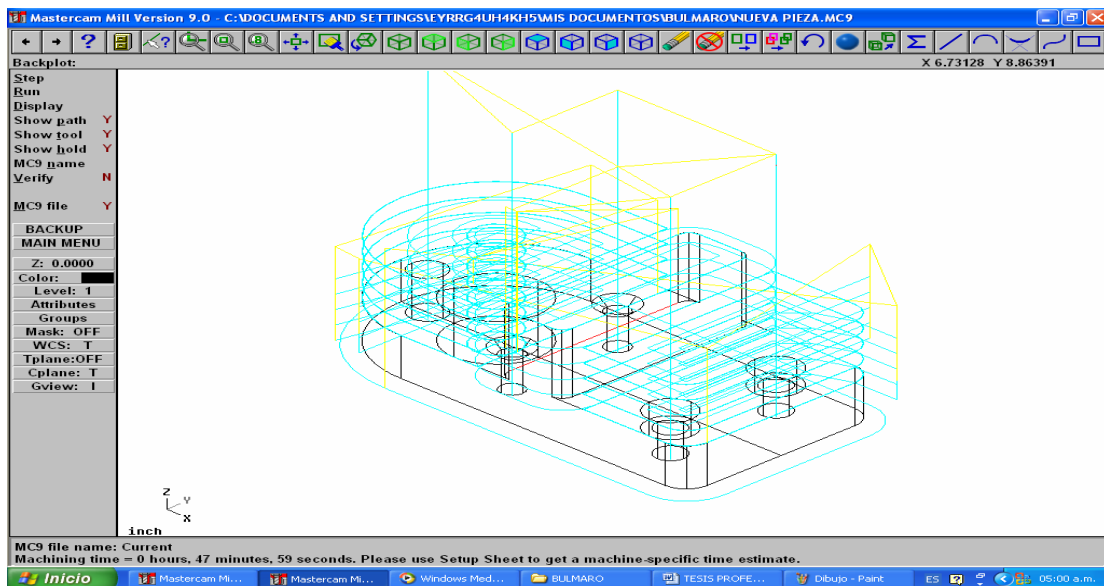 Mastercam Mill Version 9.0 - C:\DOCUMENTS AND SETTINGS\EYRRG4UH4KH5\MIS DOCUMENTOS\BULMARO\NUEVA PIEZA.MC9
Backplot:
X 6.73128 Y 8.86391
Step
Run
Display
Show path Y
Show tool Y
Show hold Y
MC9 name
Verify N
MC9 file Y
BACKUP
MAIN MENU
Z: 0.0000
Color:
Level: 1
Attributes
Groups
Mask: OFF
WCS: T
Tplane:OFF
Cplane: T
Gview: I
Z
Y
X
inch
MC9 file name: Current
Machining time = 0 hours, 47 minutes, 59 seconds. Please use Setup Sheet to get a machine-specific time estimate.
Inicio
Mastercam Mi...
Mastercam Mi...
Windows Med...
BULMARO
TESIS PROFE...
Dibujo - Paint
ES
05:00 a.m.